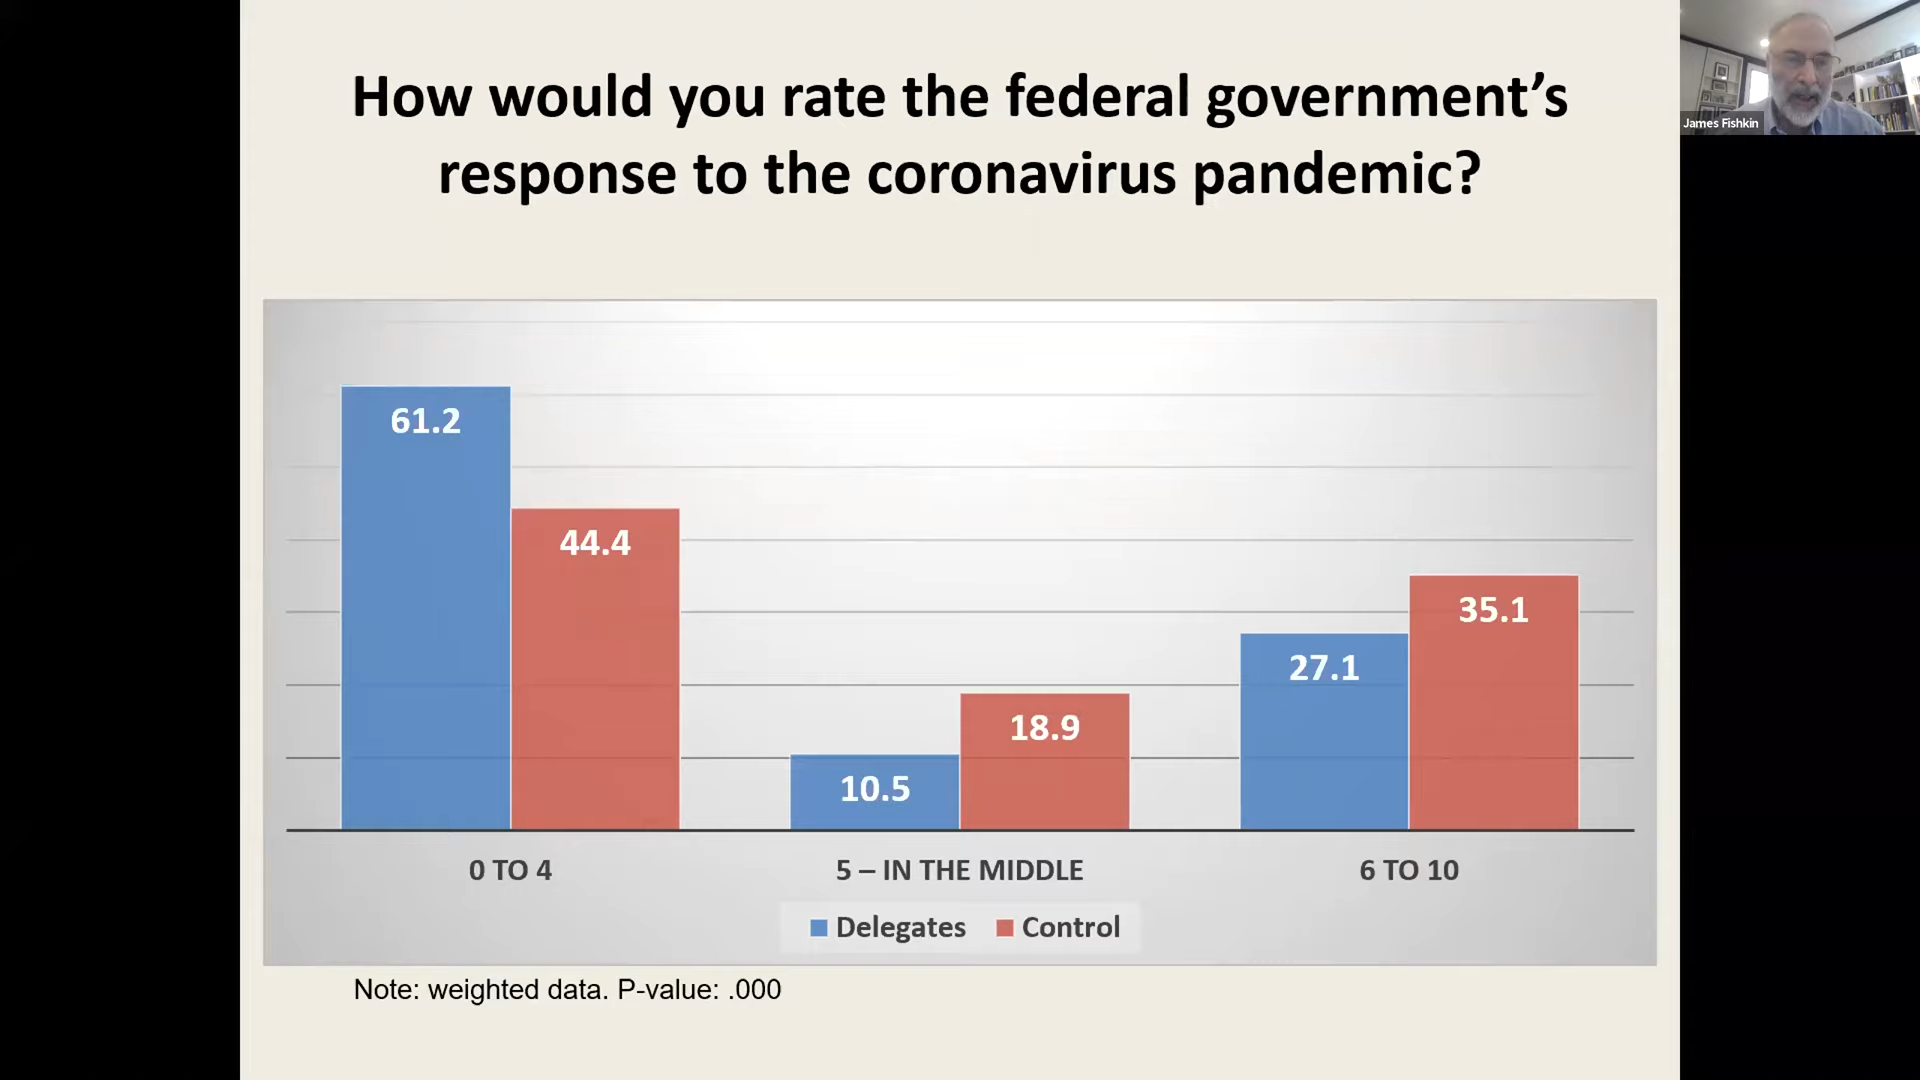 How would you rate the federal government’s
response to the coronavirus pandemic?
James Fishkin
61.2
44.4
10.5
18.9
27.1
35.1
0 TO 4
5 – IN THE MIDDLE
6 TO 10
Delegates
Control
Note: weighted data. P-value: .000